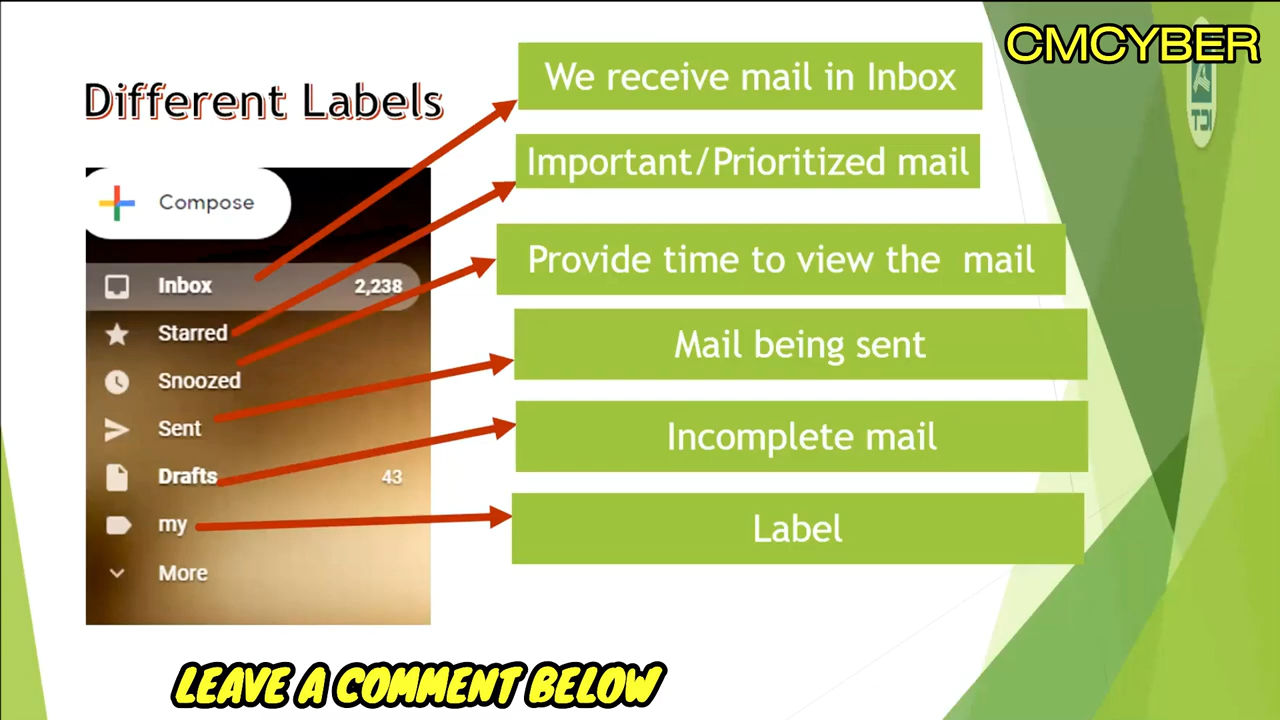 CMCYBER
TDI
Different Labels
Compose
Inbox 2,238
Starred
Snoozed
Sent
Drafts 43
my
More
We receive mail in Inbox
Important/Prioritized mail
Provide time to view the mail
Mail being sent
Incomplete mail
Label
LEAVE A COMMENT BELOW